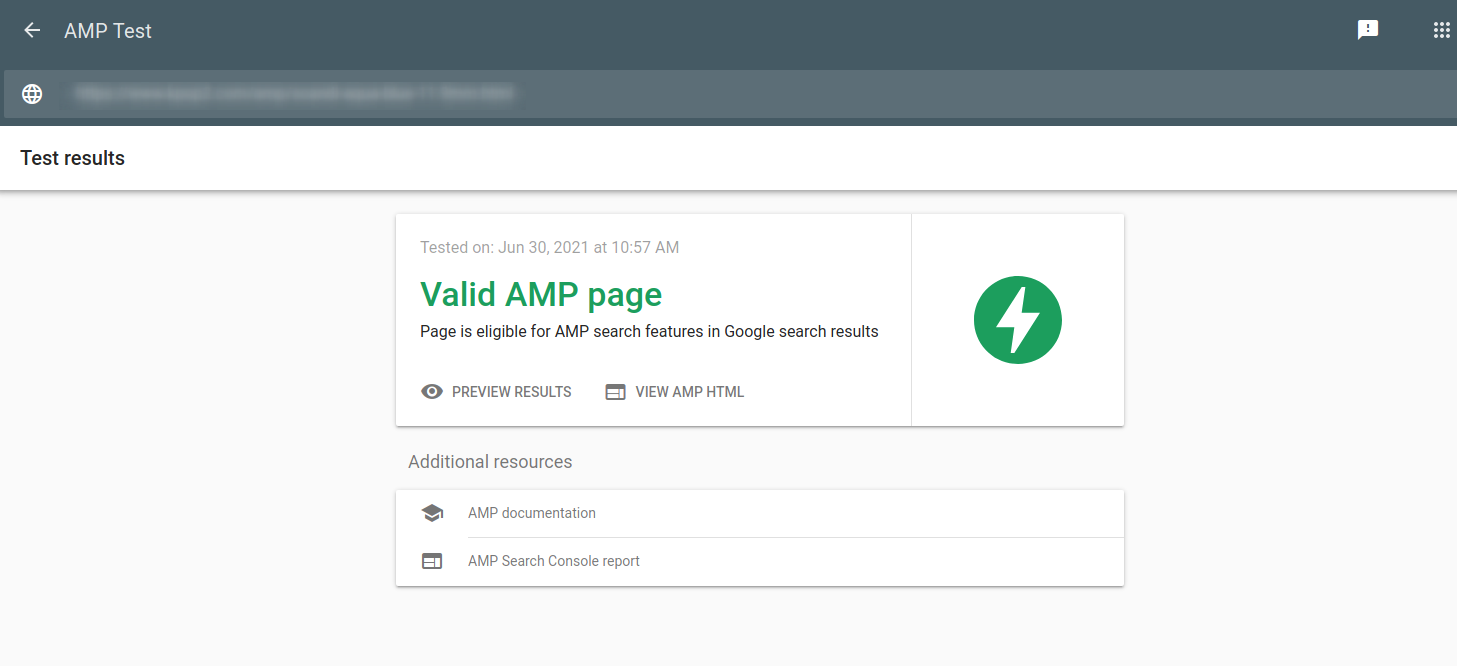 AMP Test
Test results
Tested on: Jun 30, 2021 at 10:57 AM
Valid AMP page
Page is eligible for AMP search features in Google search results
PREVIEW RESULTS
VIEW AMP HTML
Additional resources
AMP documentation
AMP Search Console report